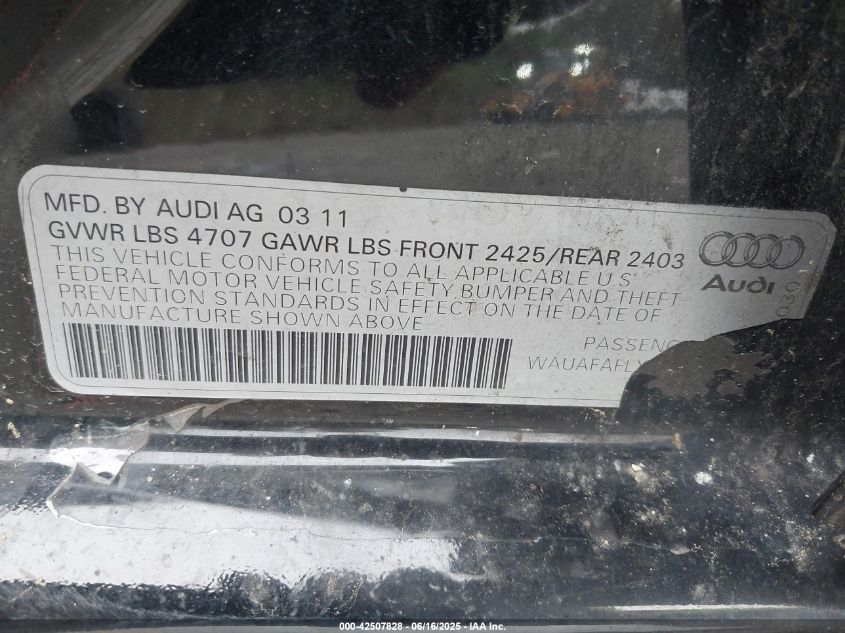 MFD. BY AUDI AG 03 11
GVWR LBS 4707 GAWR LBS FRONT 2425/REAR 2403
THIS VEHICLE CONFORMS TO ALL APPLICABLE U S
FEDERAL MOTOR VEHICLE SAFETY BUMPER AND THEFT
PREVENTION STANDARDS IN EFFECT ON THE DATE OF
MANUFACTURE SHOWN ABOVE
Audi
000-42507828 - 06/16/2025 - IAA Inc.